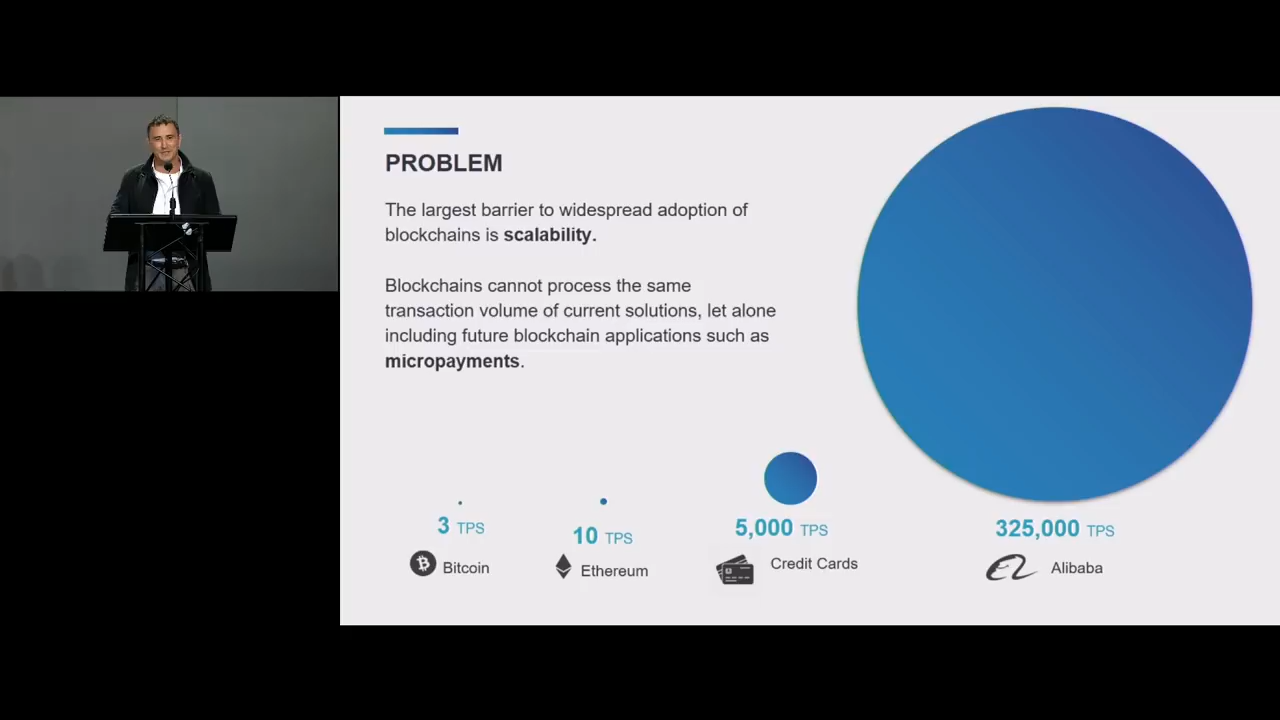 PROBLEM
The largest barrier to widespread adoption of
blockchains is scalability.
Blockchains cannot process the same
transaction volume of current solutions, let alone
including future blockchain applications such as
micropayments.
3 TPS
Bitcoin
10 TPS
Ethereum
5,000 TPS
Credit Cards
325,000 TPS
Alibaba